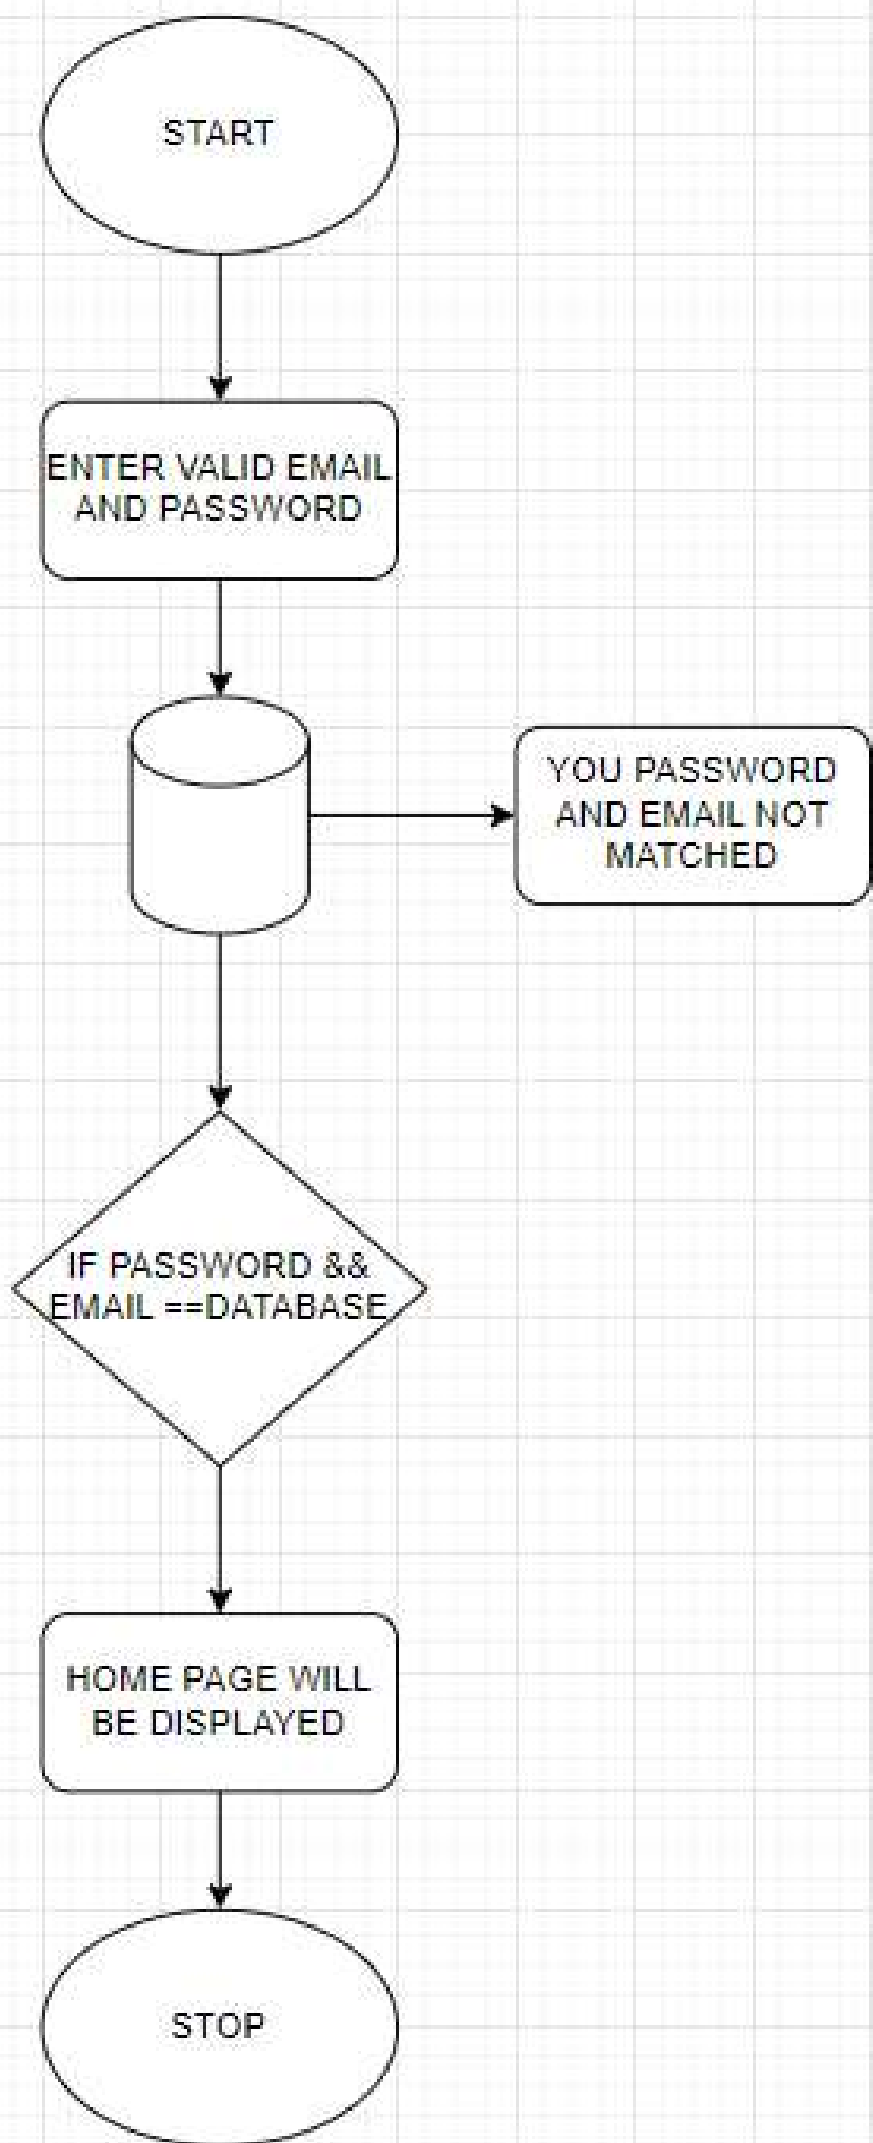 START
ENTER VALID EMAIL
AND PASSWORD
YOU PASSWORD
AND EMAIL NOT
MATCHED
IF PASSWORD &&
EMAIL ==DATABASE
HOME PAGE WILL
BE DISPLAYED
STOP